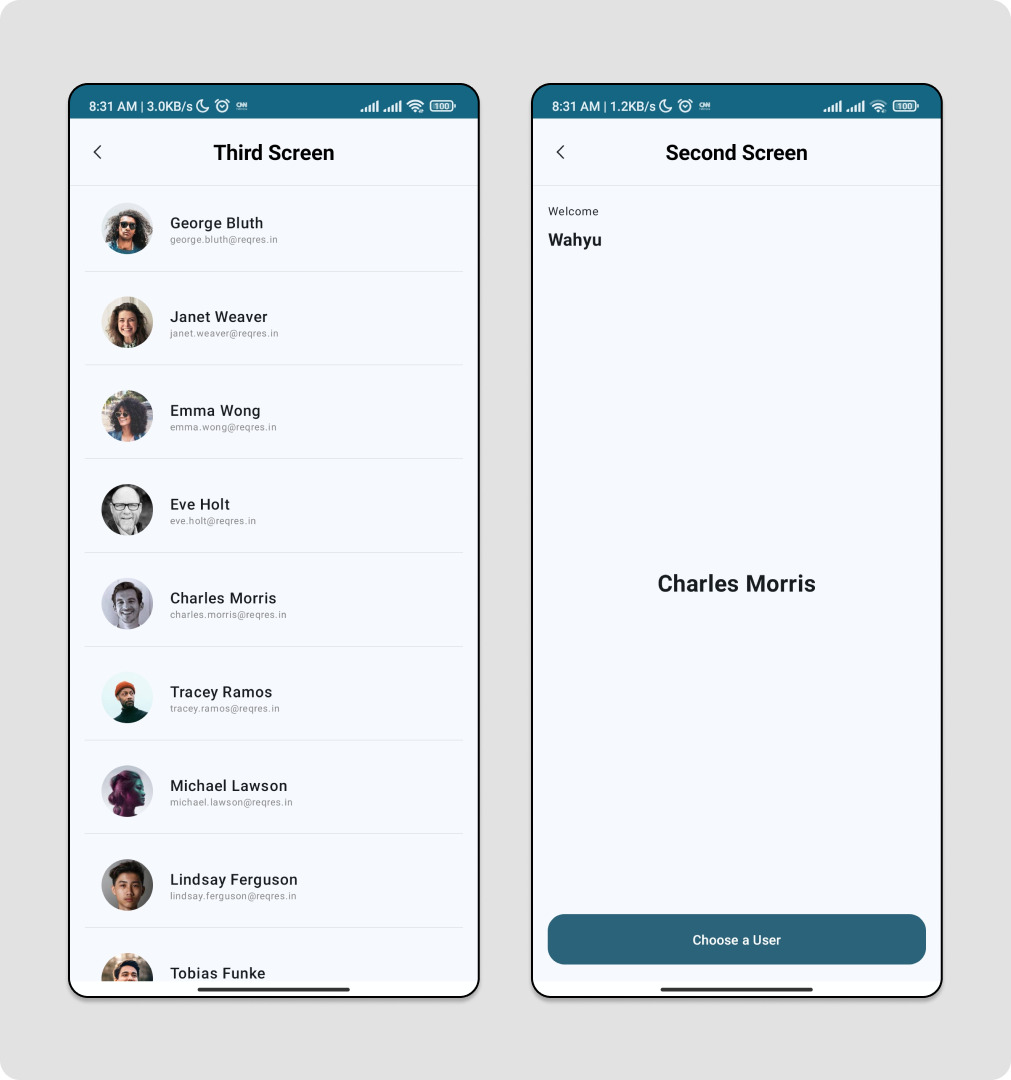 8:31 AM | 3.0KB/s
100
Third Screen
George Bluth
george.bluth@reqres.in
Janet Weaver
janet.weaver@reqres.in
Emma Wong
emma.wong@reqres.in
Eve Holt
eve.holt@reqres.in
Charles Morris
charles.morris@reqres.in
Tracey Ramos
tracey.ramos@reqres.in
Michael Lawson
michael.lawson@reqres.in
Lindsay Ferguson
lindsay.ferguson@reqres.in
Tobias Funke
8:31 AM | 1.2KB/s
100
Second Screen
Welcome
Wahyu
Charles Morris
Choose a User